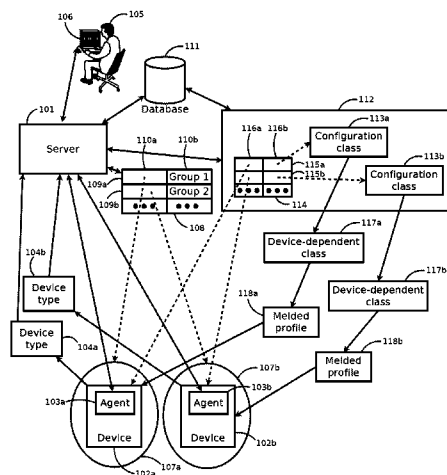 106
105
111
112
101
Database
113a
116a
116b
Configuration class
113b
Server
110a
110b
115a
115b
Configuration class
109a
Group 1
109b
Group 2
114
108
117a
104b
Device-dependent class
117b
Device type
118a
Device-dependent class
Device type
104a
Melded profile
118b
107b
Melded profile
103a
Agent
103b
Agent
Device
Device
102a
107a
102b